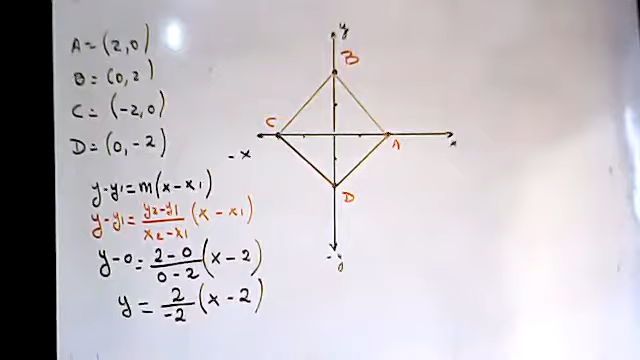 A = (2,0)
B = (0,2)
C = (-2,0)
D = (0,-2)
y-y1 = m(x-x1)
y-y1 = y2-y1/x2-x1 (x-x1)
y-0 = 2-0/0-2 (x-2)
y = 2/-2 (x-2)
y
B
C
A
x
-x
D
-y